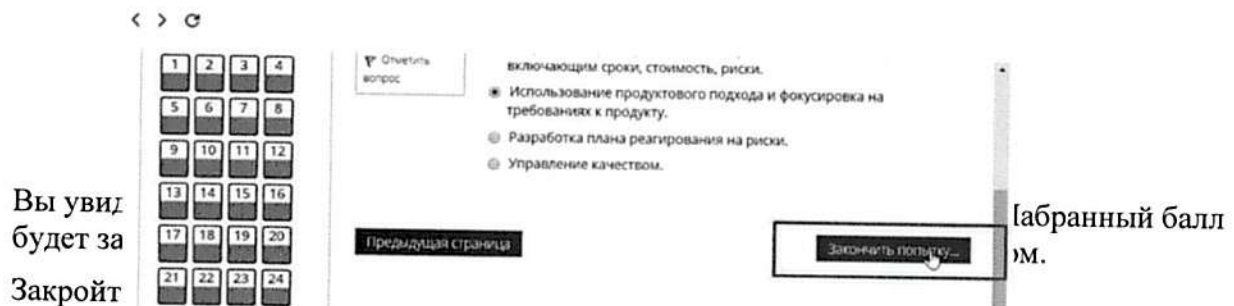 1 2 3 4
Отметить
вопрос
включающим сроки, стоимость, риски.
Использование продуктового подхода и фокусировка на
требованиях к продукту.
5 6 7 8
Разработка плана реагирования на риски.
9 10 11 12
Управление качеством.
Вы увид
13 14 15 16
абранный балл
будет за
17 18 19 20
Предыдущая страница
Закончить попытку...
ом.
Закройт
21 22 23 24